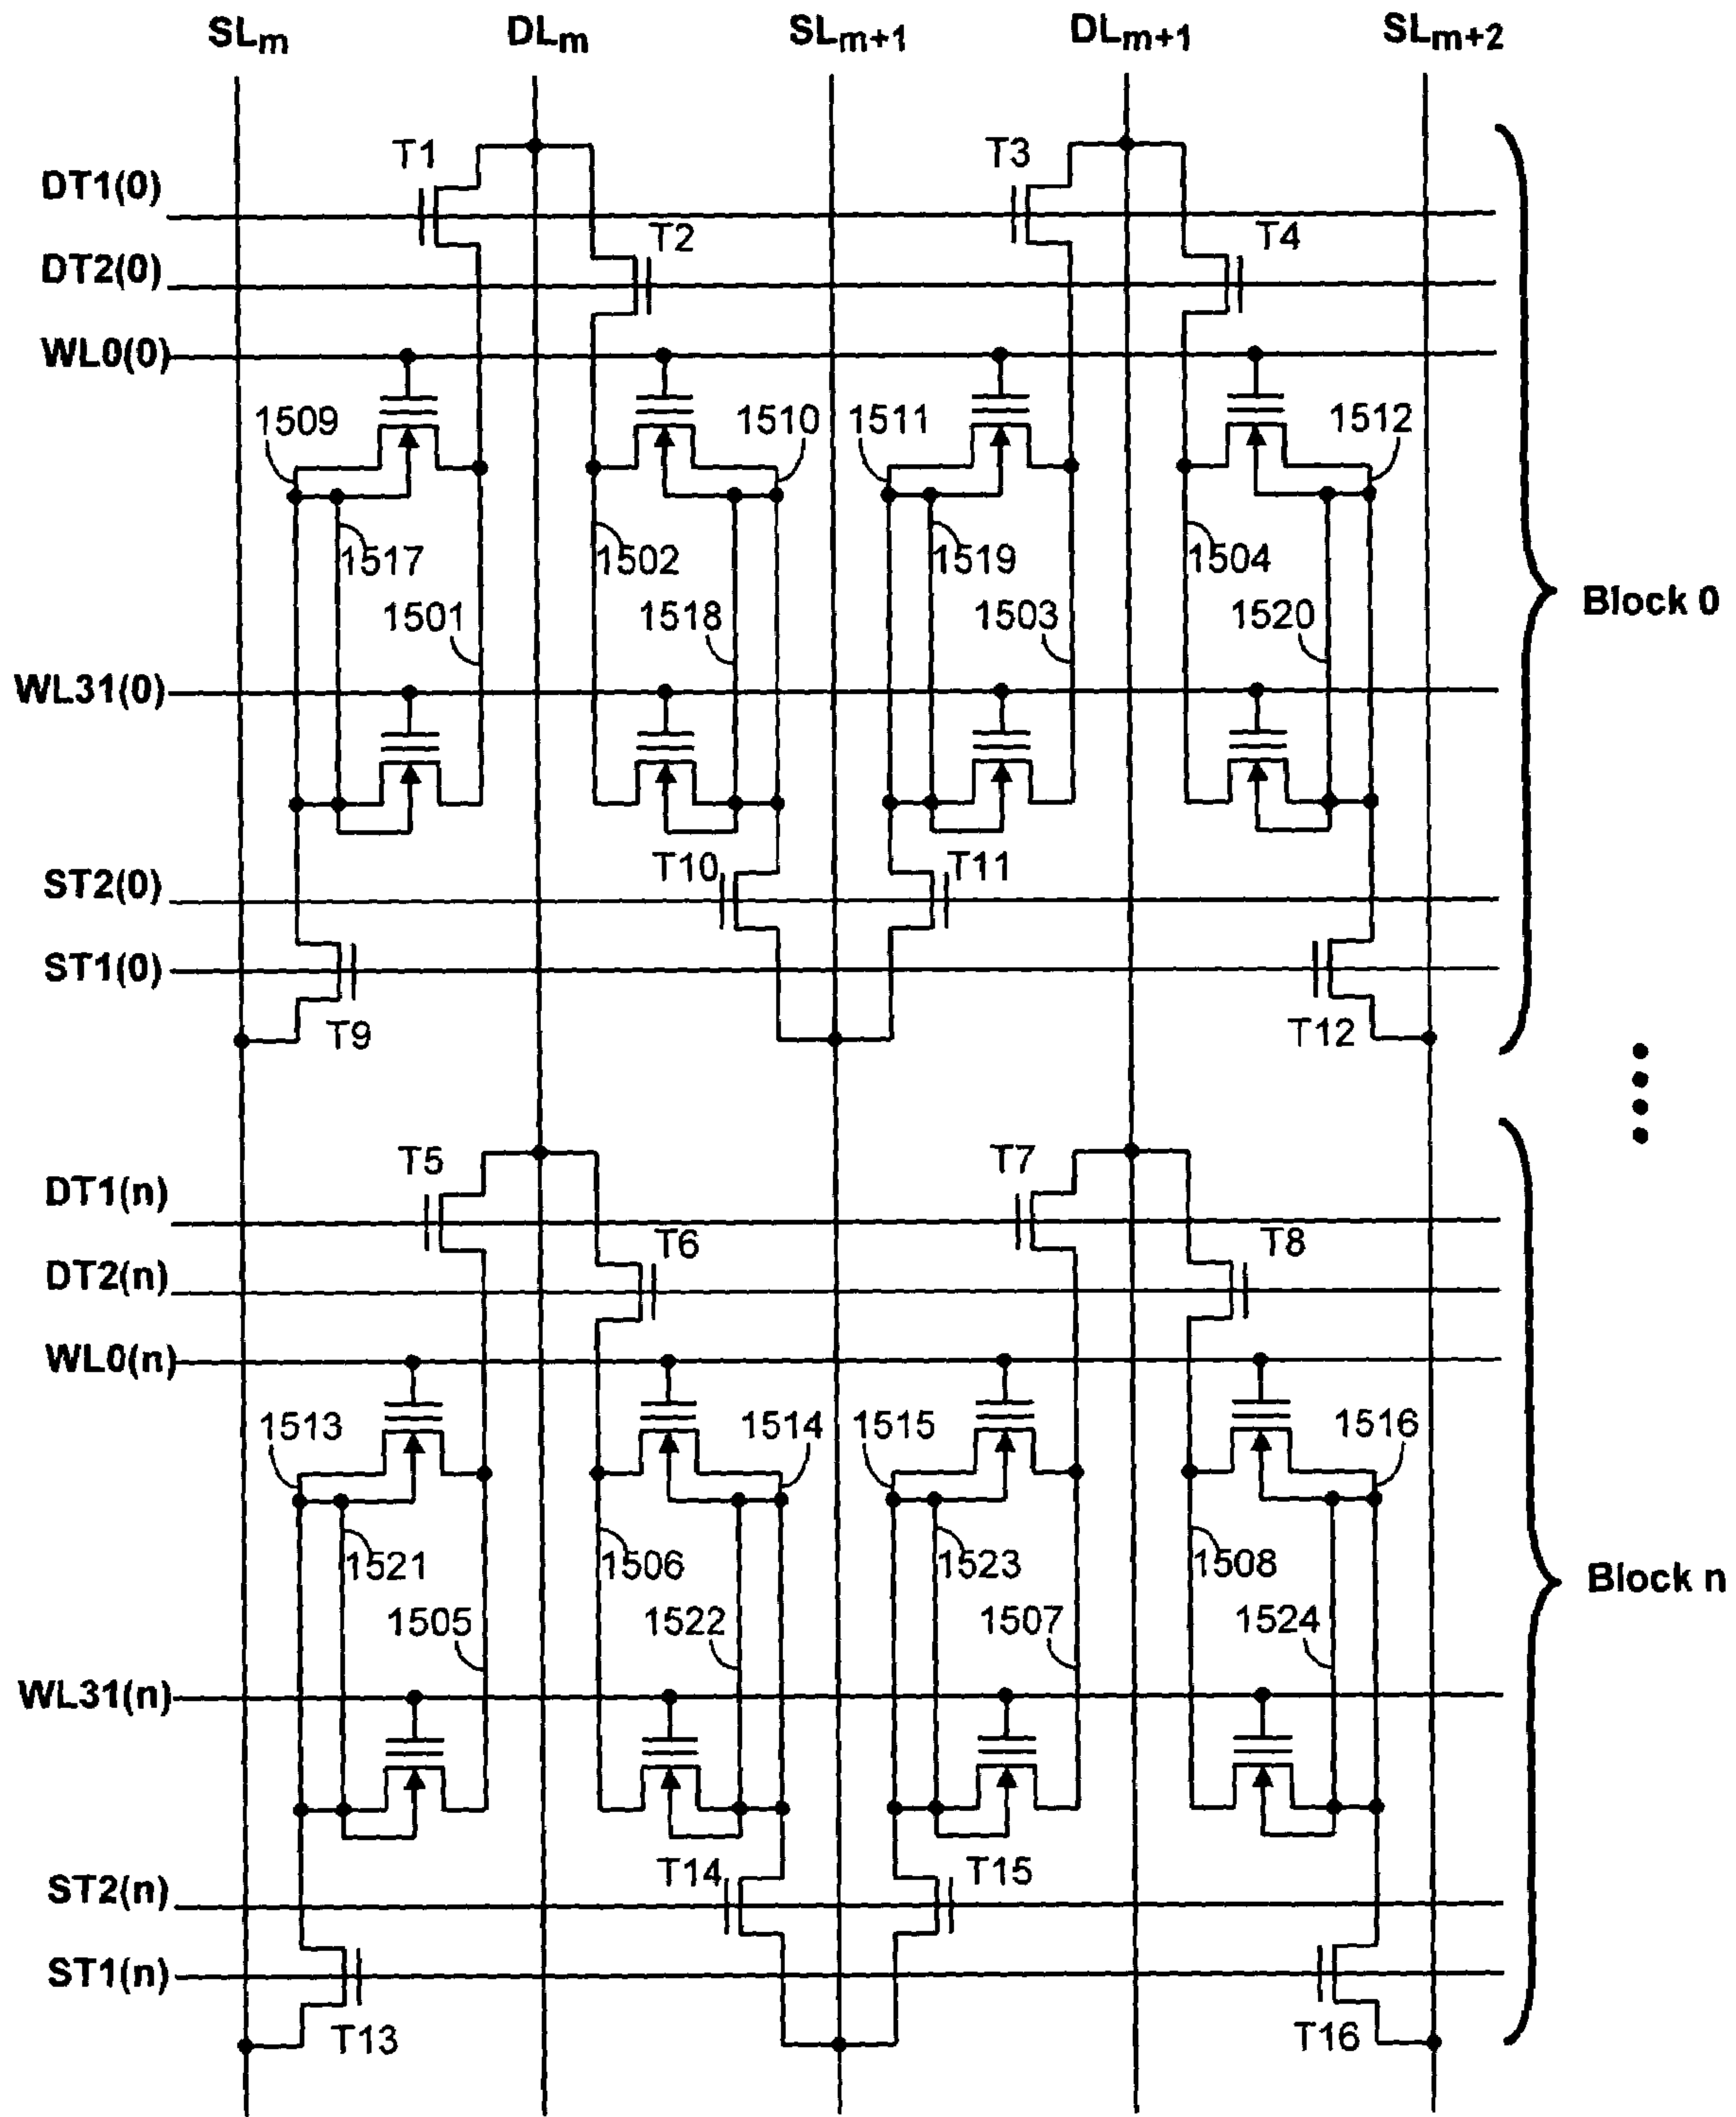 SLm DLm SLm+1 DLm+1 SLm+2
T1 T3
DT1(0)
T2 T4
DT2(0)
WL0(0)
1509 1510 1511 1512
1517 1502 1519 1504
Block 0
1501 1518 1503 1520
WL31(0)
T10 T11
ST2(0)
ST1(0)
T9 T12
T5 T7
DT1(n)
T6 T8
DT2(n)
WL0(n)
1513 1514 1515 1516
1521 1506 1523 1508
Block n
1505 1522 1507 1524
WL31(n)
T14 T15
ST2(n)
ST1(n)
T13 T16